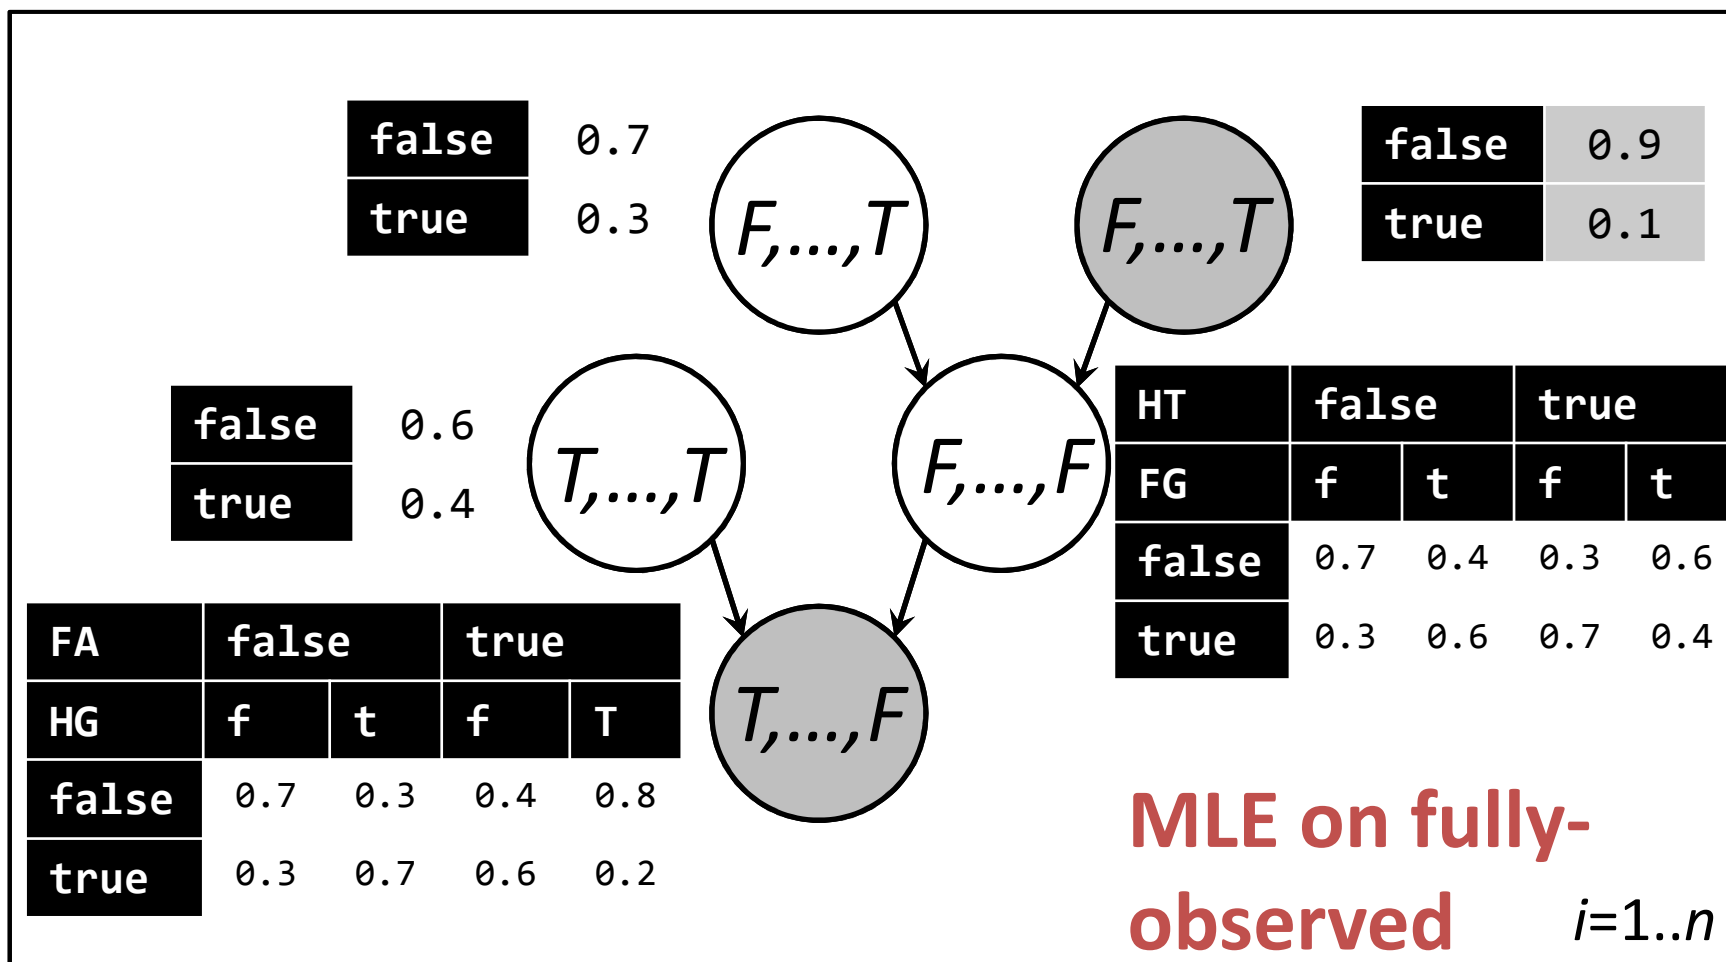 false 0.7
true 0.3
F,...,T
F,...,T
false 0.9
true 0.1
false 0.6
true 0.4
T,...,T
F,...,F
HT false true
FG f t f t
false 0.7 0.4 0.3 0.6
true 0.3 0.6 0.7 0.4
FA false true
HG f t f T
false 0.7 0.3 0.4 0.8
true 0.3 0.7 0.6 0.2
T,...,F
MLE on fully-
observed
i=1..n